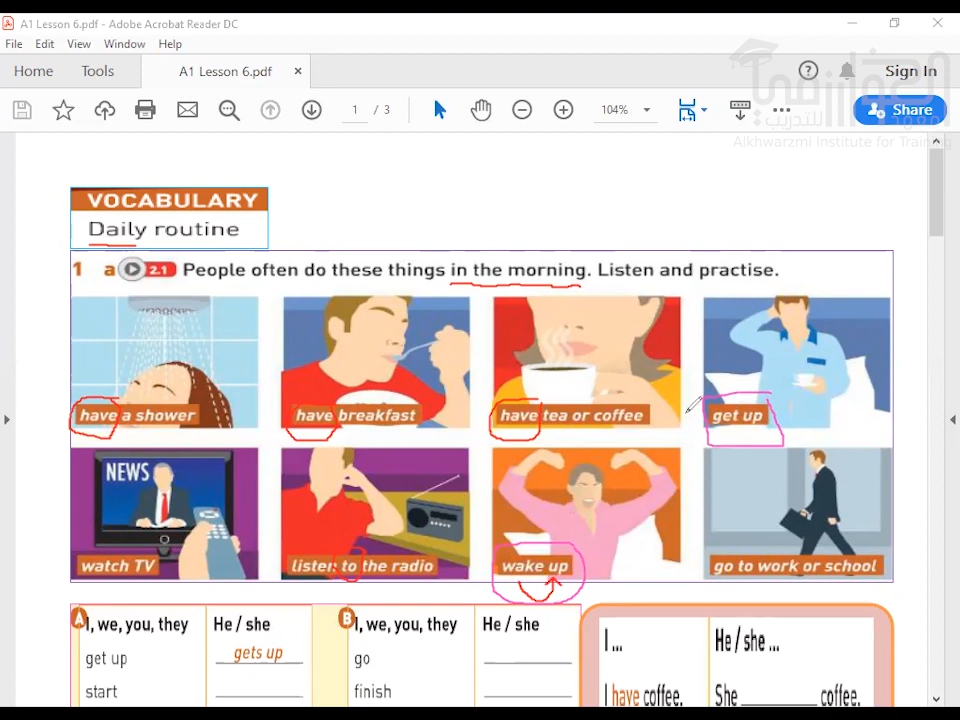 A1 Lesson 6.pdf - Adobe Acrobat Reader DC
File Edit View Window Help
Home Tools A1 Lesson 6.pdf × Sign In
1 / 3 104% Share
للتدريب
Alkhwarzmi Institute for Training
VOCABULARY
Daily routine
1 a 2.1 People often do these things in the morning. Listen and practise.
have a shower have breakfast have tea or coffee get up
NEWS
watch TV listen to the radio wake up go to work or school
A I, we, you, they He / she B I, we, you, they He / she I ... He / she ...
get up gets up go
start finish I have coffee. She ________ coffee.